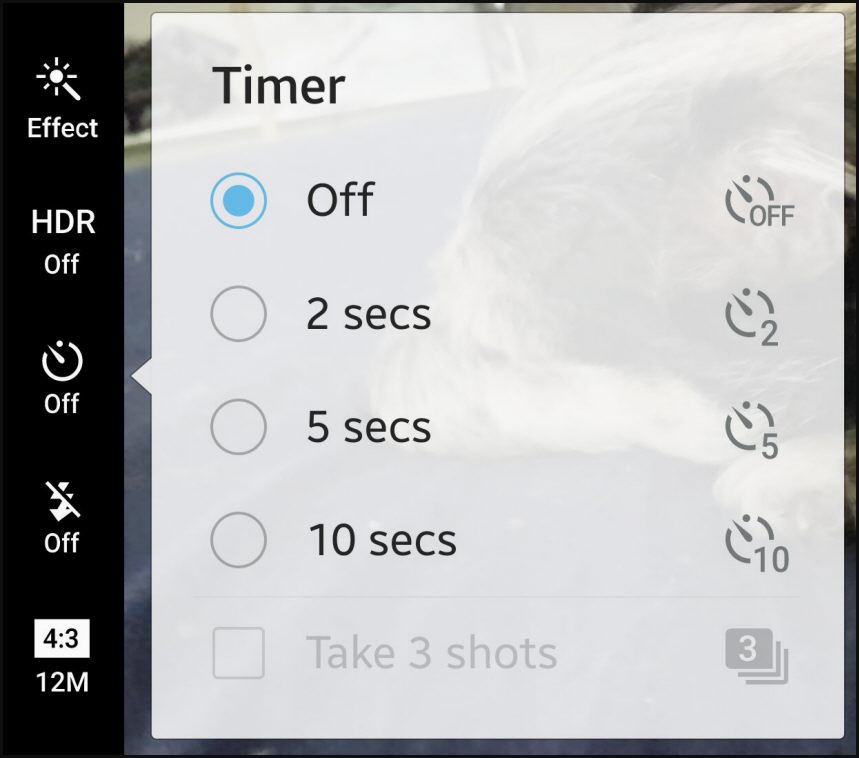 Effect
HDR
Off
Off
Off
4:3
12M
Timer
Off OFF
2 secs 2
5 secs 5
10 secs 10
Take 3 shots 3